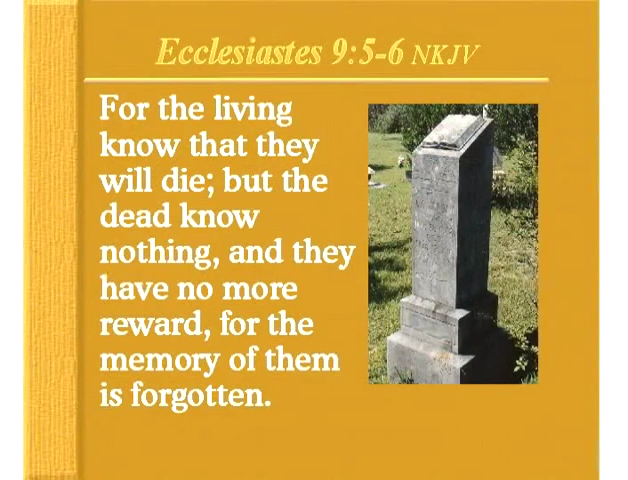 Ecclesiastes 9:5-6 NKJV
For the living
know that they
will die; but the
dead know
nothing, and they
have no more
reward, for the
memory of them
is forgotten.